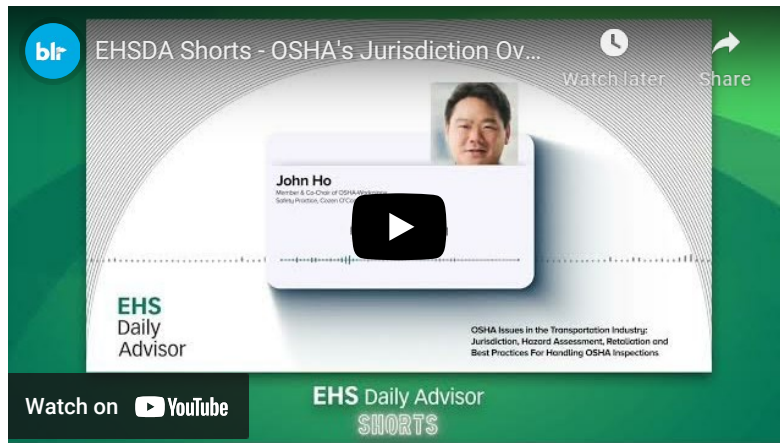 blr
EHSDA Shorts - OSHA's Jurisdiction Ov...
Watch later
Share
John Ho
Member & Co-Chair of OSHA-Workplace
Safety Practice, Cozen
EHS
Daily
Advisor
OSHA Issues in the Transportation Industry:
Jurisdiction, Hazard Assessment, Retaliation and
Best Practices For Handling OSHA Inspections
Watch on YouTube
EHS Daily Advisor
SHORTS